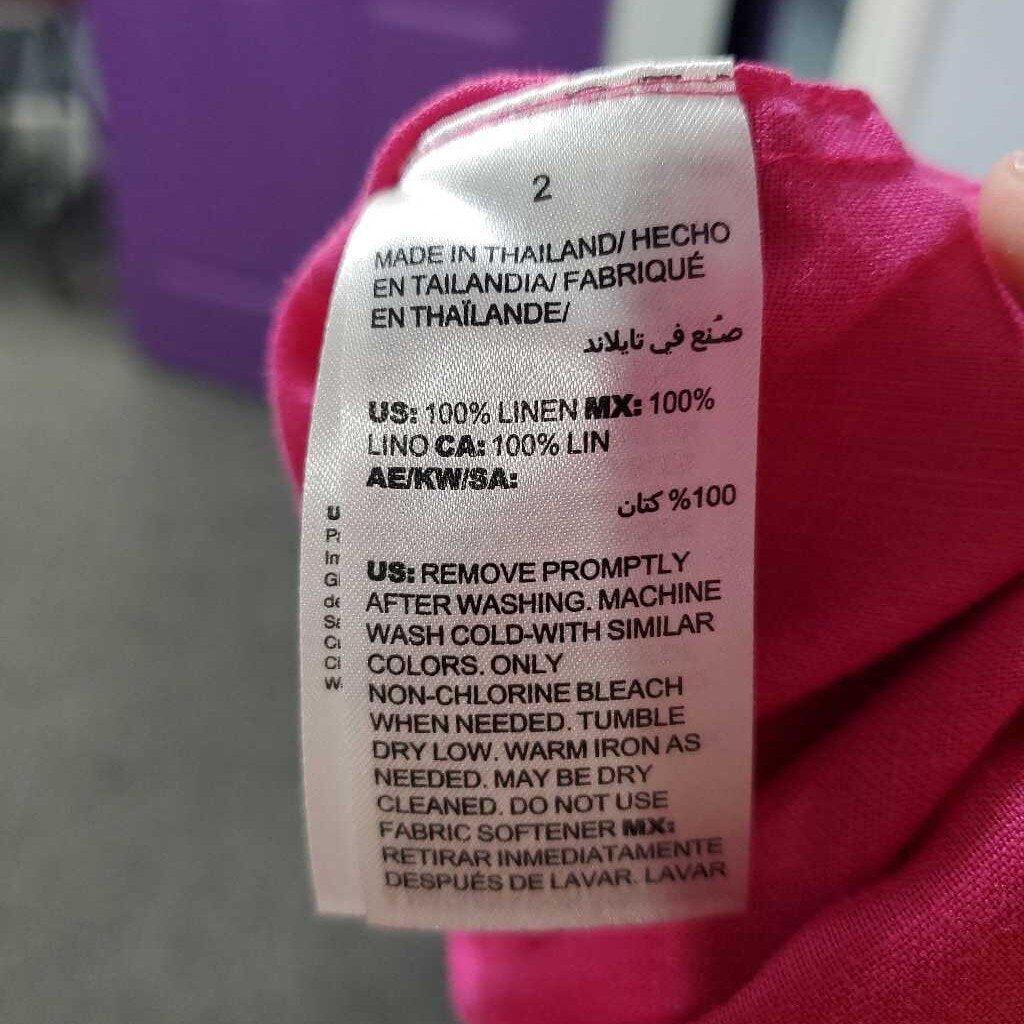 2
MADE IN THAILAND/ HECHO
EN TAILANDIA/ FABRIQUÉ
EN THAÏLANDE/
صُنع في تايلاند
US: 100% LINEN MX: 100%
LINO CA: 100% LIN
AE/KW/SA:
100% كتان
US: REMOVE PROMPTLY
AFTER WASHING. MACHINE
WASH COLD-WITH SIMILAR
COLORS. ONLY
NON-CHLORINE BLEACH
WHEN NEEDED. TUMBLE
DRY LOW. WARM IRON AS
NEEDED. MAY BE DRY
CLEANED. DO NOT USE
FABRIC SOFTENER MX:
RETIRAR INMEDIATAMENTE
DESPUÉS DE LAVAR. LAVAR